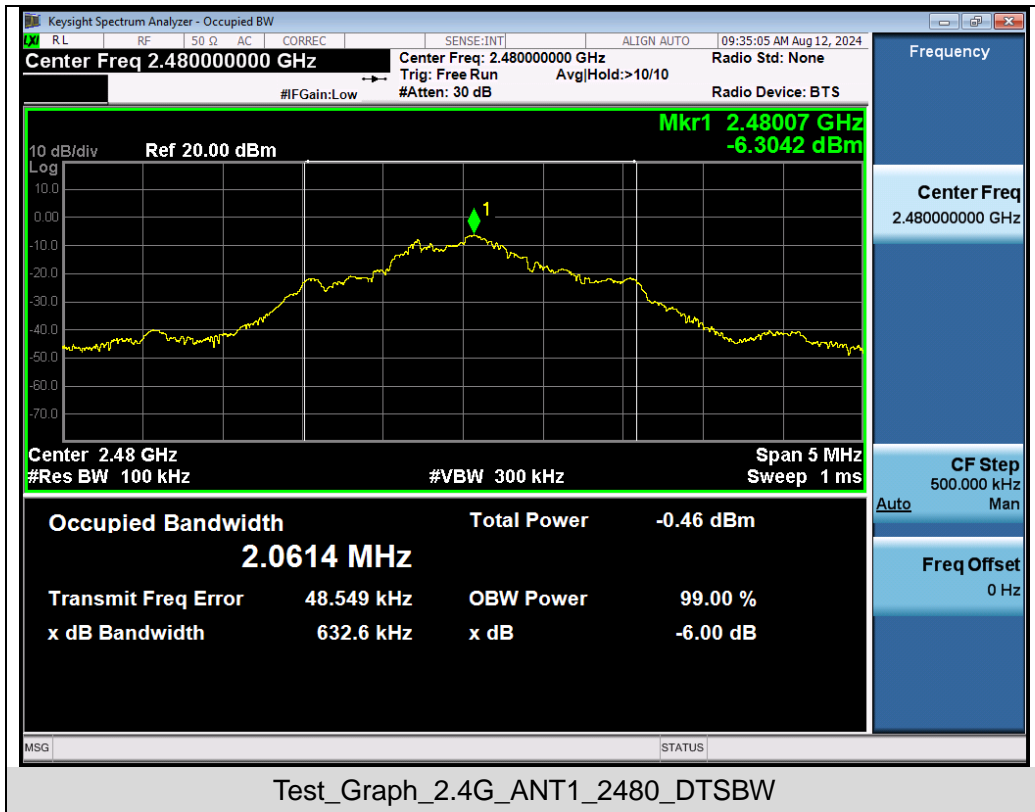 Keysight Spectrum Analyzer - Occupied BW
LXI RL RF 50 Ω AC CORREC SENSE:INT ALIGN AUTO 09:35:05 AM Aug 12, 2024
Center Freq 2.480000000 GHz
#IFGain:Low
Center Freq: 2.480000000 GHz
Trig: Free Run Avg|Hold:>10/10
#Atten: 30 dB
Radio Std: None
Radio Device: BTS
Mkr1 2.48007 GHz
-6.3042 dBm
10 dB/div Ref 20.00 dBm
Log
10.0
0.00
-10.0
-20.0
-30.0
-40.0
-50.0
-60.0
-70.0
1
Center 2.48 GHz Span 5 MHz
#Res BW 100 kHz #VBW 300 kHz Sweep 1 ms
Occupied Bandwidth Total Power -0.46 dBm
2.0614 MHz
Transmit Freq Error 48.549 kHz OBW Power 99.00 %
x dB Bandwidth 632.6 kHz x dB -6.00 dB
Frequency
Center Freq
2.480000000 GHz
CF Step
500.000 kHz
Auto Man
Freq Offset
0 Hz
MSG STATUS
Test_Graph_2.4G_ANT1_2480_DTSBW